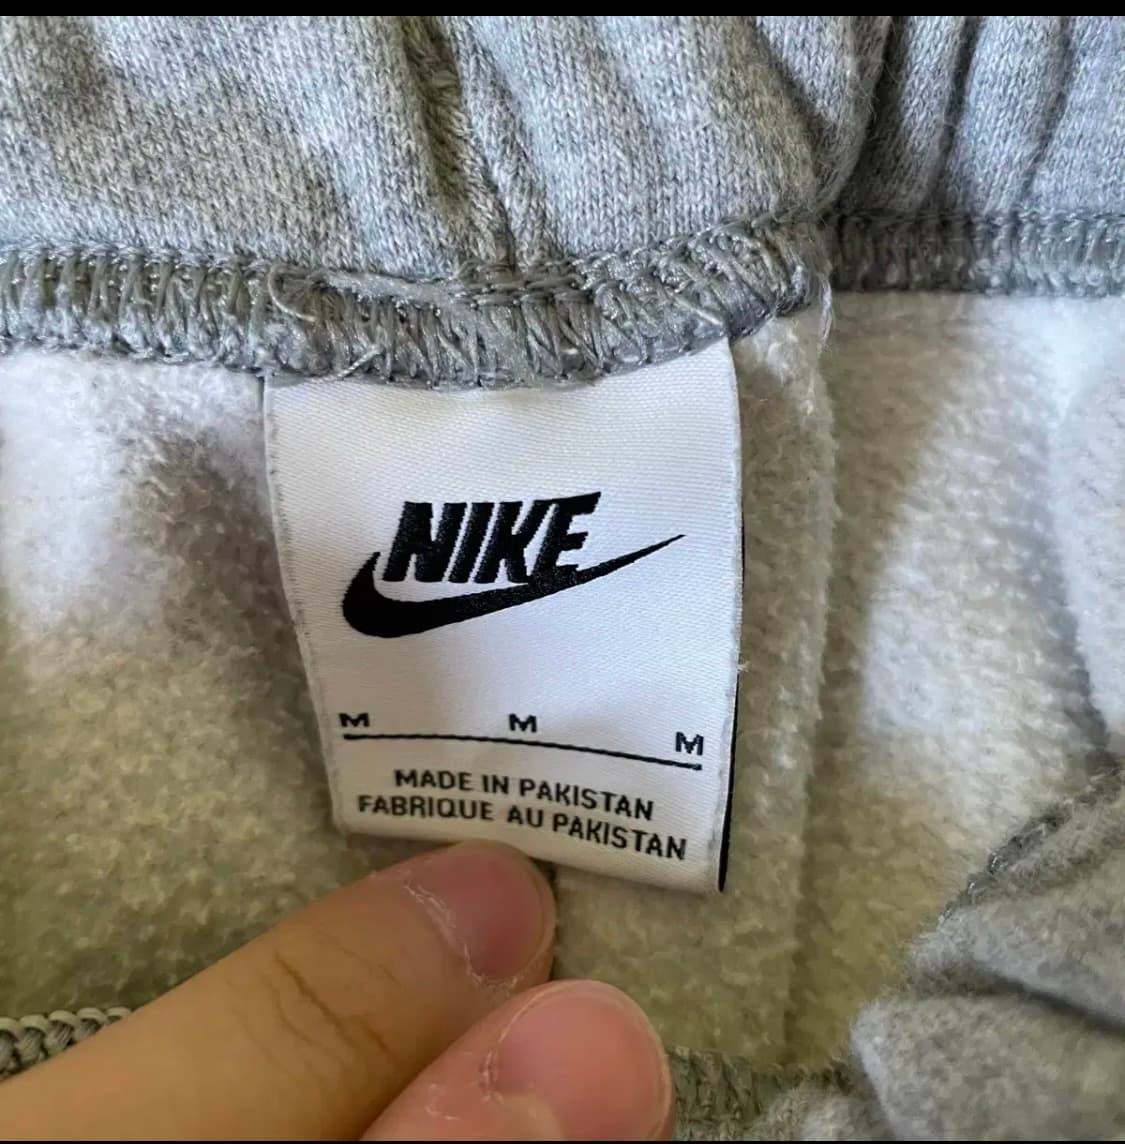 NIKE
M M M
MADE IN PAKISTAN
FABRIQUE AU PAKISTAN